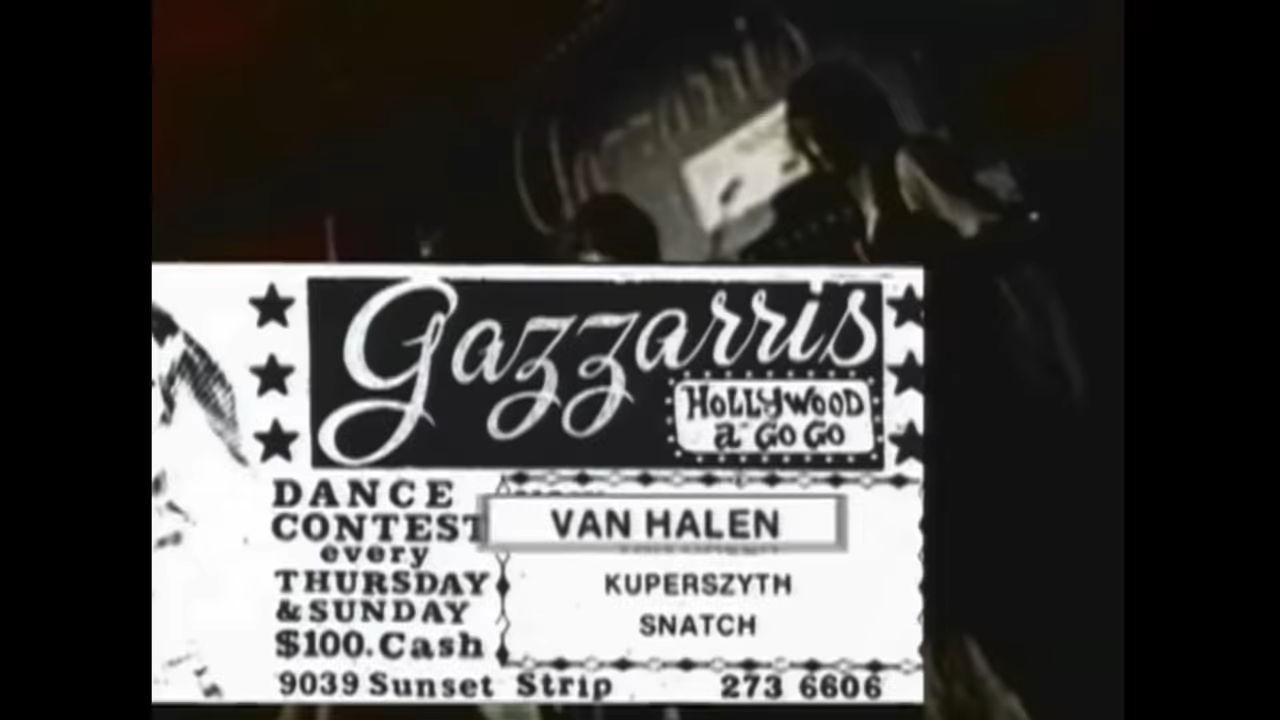 Gazzarris
HOLLYWOOD
a GO GO
DANCE
CONTEST
every
THURSDAY
& SUNDAY
$100. Cash
VAN HALEN
KUPERSZYTH
SNATCH
9039 Sunset Strip 273 6606